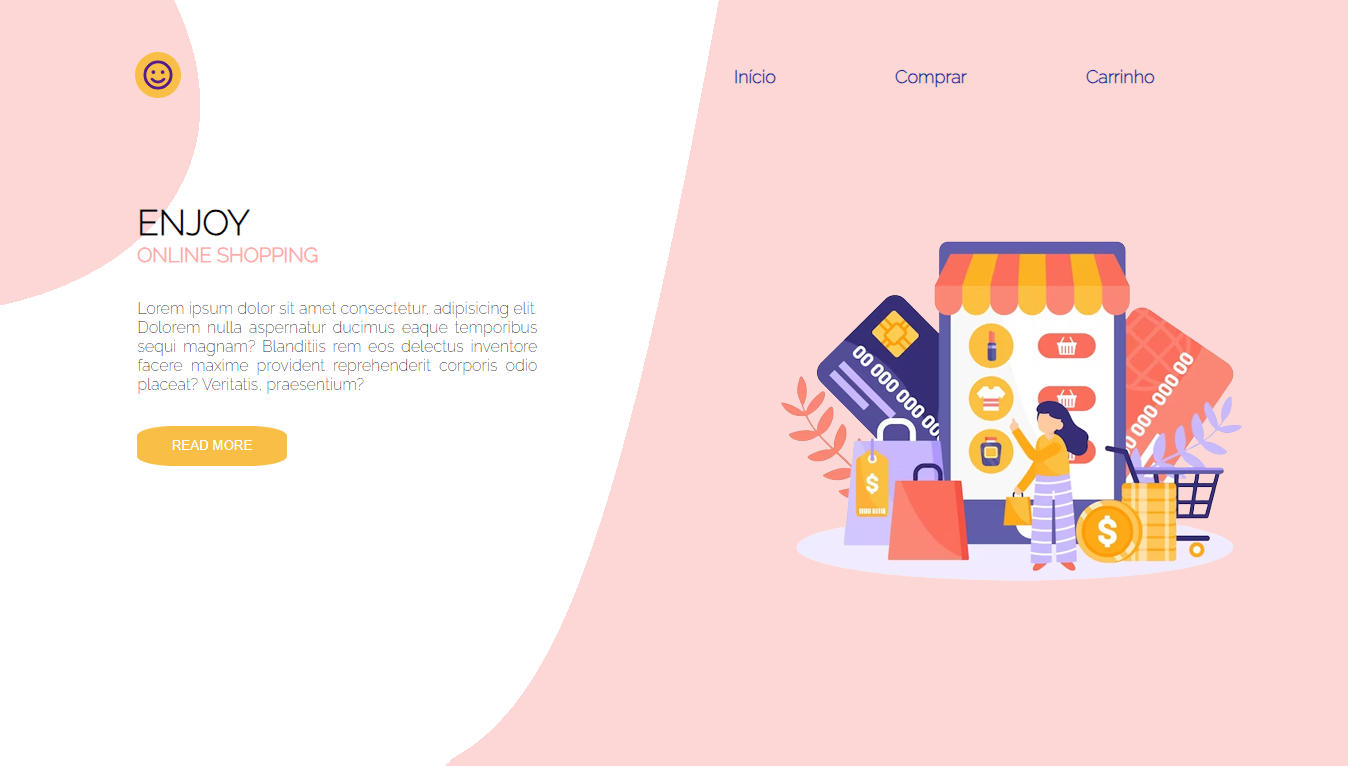 Início Comprar Carrinho
ENJOY
ONLINE SHOPPING
Lorem ipsum dolor sit amet consectetur, adipisicing elit
Dolorem nulla aspernatur ducimus eaque temporibus
sequi magnam? Blanditiis rem eos delectus inventore
facere maxime provident reprehenderit corporis odio
placeat? Veritatis, praesentium?
READ MORE
00 000 000 00
00 000 000 00
$
$